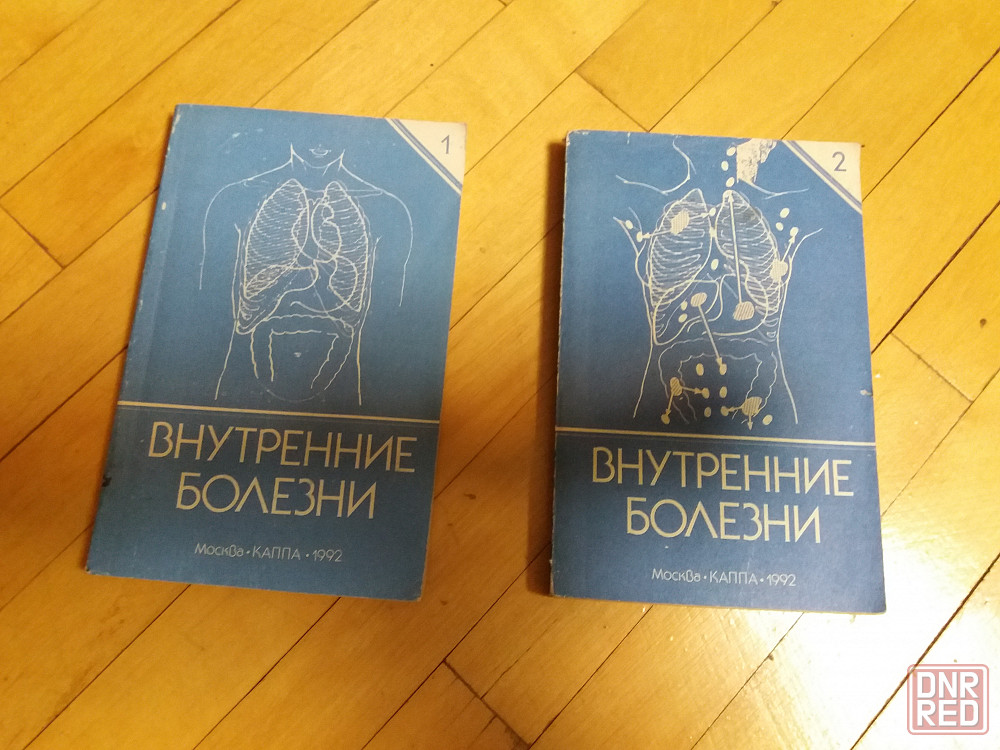 1
ВНУТРЕННИЕ
БОЛЕЗНИ
Москва • КАППА • 1992
2
ВНУТРЕННИЕ
БОЛЕЗНИ
Москва • КАППА • 1992
DNR
RED